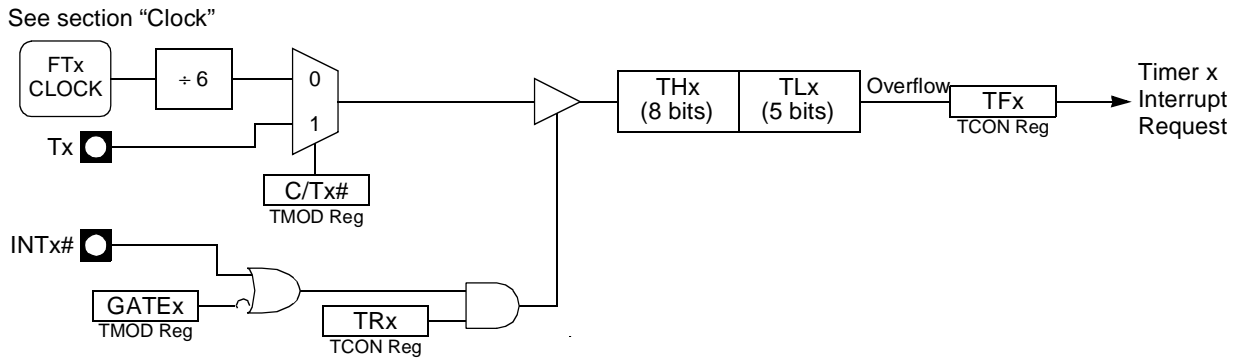 See section “Clock”
FTx
CLOCK
÷ 6
0
1
Tx
C/Tx#
TMOD Reg
THx
(8 bits)
TLx
(5 bits)
Overflow
TFx
TCON Reg
Timer x
Interrupt
Request
INTx#
GATEx
TMOD Reg
TRx
TCON Reg